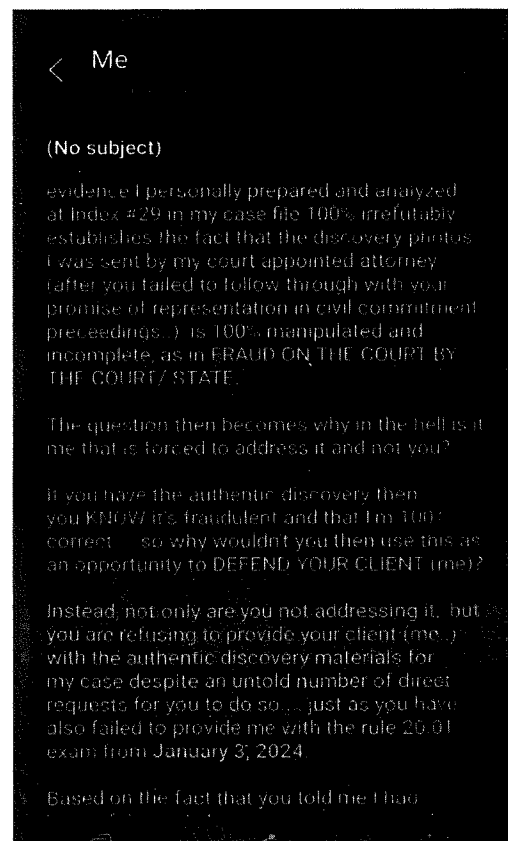 Me
(No subject)
evidence I personally prepared and analyzed
at Index #29 in my case file 100% irrefutably
establishes the fact that the discovery photos
I was sent by my court appointed attorney
(after you failed to follow through with your
promise of representation in civil commitment
preceedings..) is 100% manipulated and
incomplete, as in FRAUD ON THE COURT BY
THE COURT/ STATE.
The question then becomes why in the hell is it
me that is forced to address it and not you?
If you have the authentic discovery then
you KNOW it's fraudulent and that I'm 100%
correct.... so why wouldn't you then use this as
an opportunity to DEFEND YOUR CLIENT (me)?
Instead, not only are you not addressing it, but
you are refusing to provide your client (me..)
with the authentic discovery materials for
my case despite an untold number of direct
requests for you to do so.... just as you have
also failed to provide me with the rule 20.01
exam from January 3, 2024.
Based on the fact that you told me I had